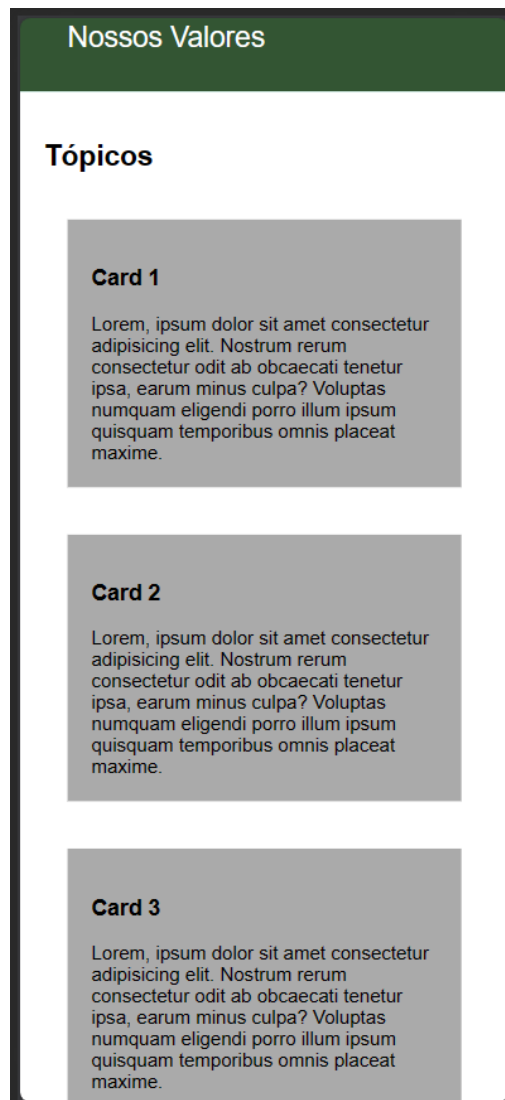 Nossos Valores
Tópicos
Card 1
Lorem, ipsum dolor sit amet consectetur
adipisicing elit. Nostrum rerum
consectetur odit ab obcaecati tenetur
ipsa, earum minus culpa? Voluptas
numquam eligendi porro illum ipsum
quisquam temporibus omnis placeat
maxime.
Card 2
Lorem, ipsum dolor sit amet consectetur
adipisicing elit. Nostrum rerum
consectetur odit ab obcaecati tenetur
ipsa, earum minus culpa? Voluptas
numquam eligendi porro illum ipsum
quisquam temporibus omnis placeat
maxime.
Card 3
Lorem, ipsum dolor sit amet consectetur
adipisicing elit. Nostrum rerum
consectetur odit ab obcaecati tenetur
ipsa, earum minus culpa? Voluptas
numquam eligendi porro illum ipsum
quisquam temporibus omnis placeat
maxime.